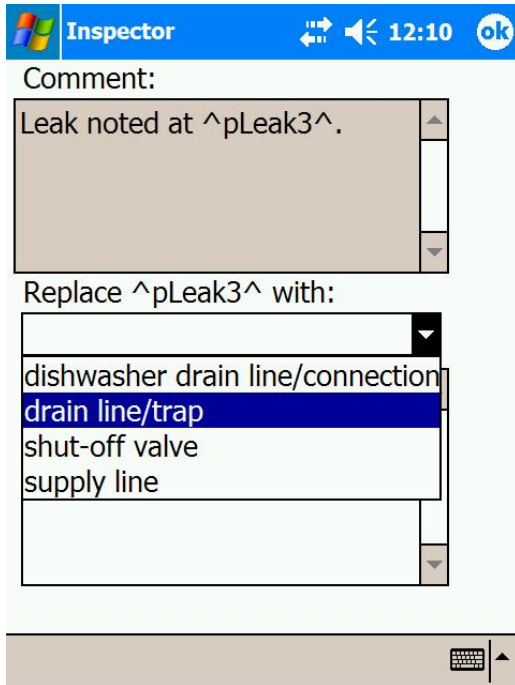 Inspector 12:10 ok
Comment:
Leak noted at ^pLeak3^.
Replace ^pLeak3^ with:
dishwasher drain line/connection
drain line/trap
shut-off valve
supply line